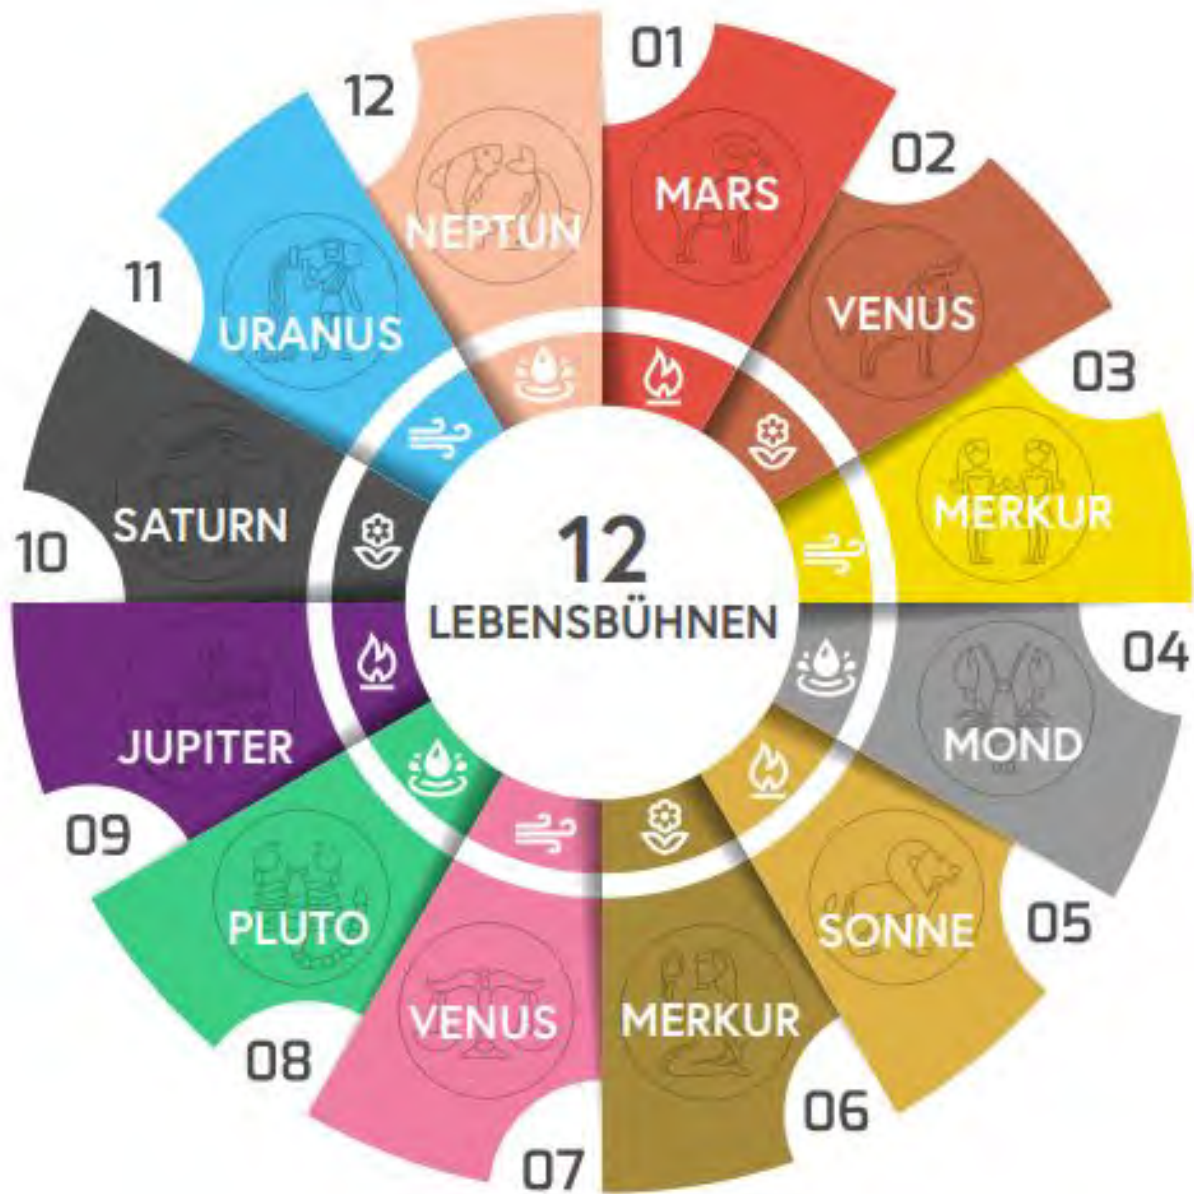 12
LEBENSBÜHNEN
01
MARS
02
VENUS
03
MERKUR
04
MOND
05
SONNE
06
MERKUR
07
VENUS
08
PLUTO
09
JUPITER
10
SATURN
11
URANUS
12
NEPTUN